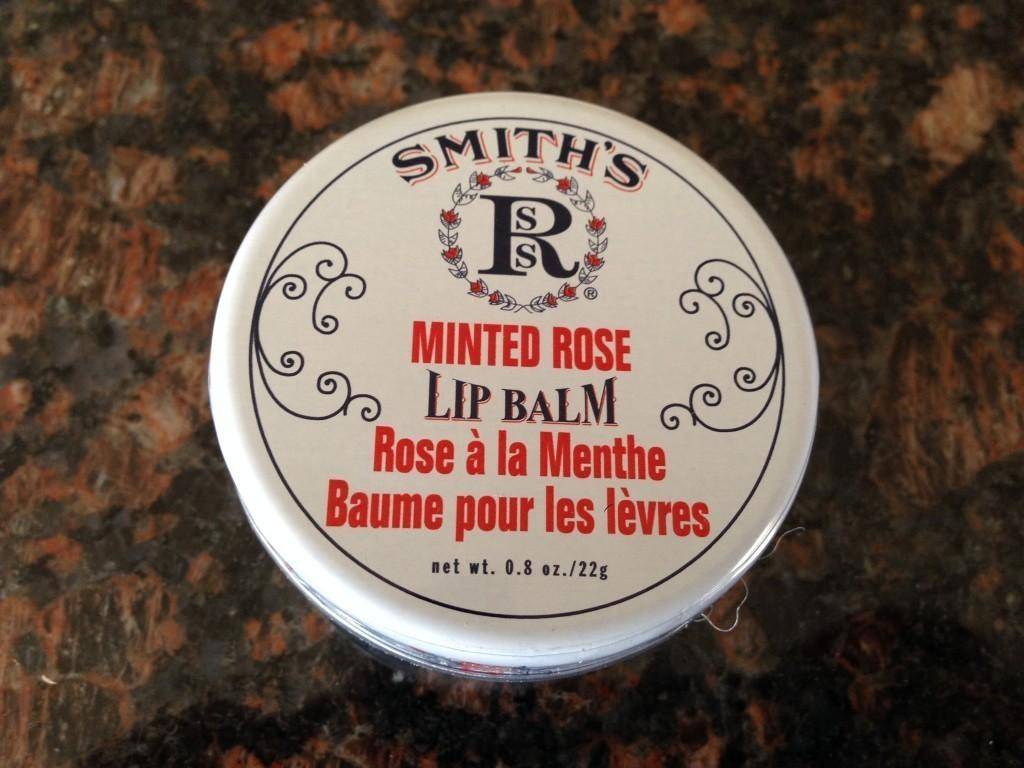 SMITH'S
RSS
®
MINTED ROSE
LIP BALM
Rose à la Menthe
Baume pour les lèvres
net wt. 0.8 oz./22g